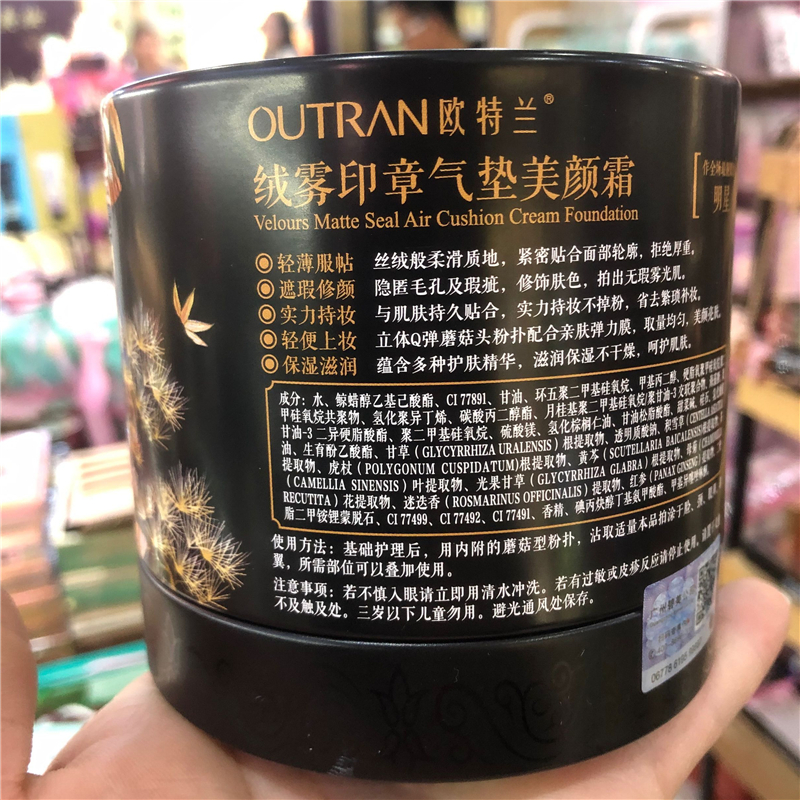 OUTRAN欧特兰®
绒雾印章气垫美颜霜
Velours Matte Seal Air Cushion Cream Foundation
明星
轻薄服帖 丝绒般柔滑质地，紧密贴合面部轮廓，拒绝厚重。
遮瑕修颜 隐匿毛孔及瑕疵，修饰肤色，拍出无瑕雾光肌。
实力持妆 与肌肤持久贴合，实力持妆不掉粉，省去繁琐补妆。
轻便上妆 立体Q弹蘑菇头粉扑配合亲肤弹力膜，取量均匀，美颜
保湿滋润 蕴含多种护肤精华，滋润保湿不干燥，呵护肌肤。
成分：水、鲸蜡醇乙基己酸酯、CI 77891、甘油、环五聚二甲基硅氧烷、甲基丙二醇、
甲硅氧烷共聚物、氢化聚异丁烯、碳酸丙二醇酯、月桂基聚二甲基硅氧烷/聚甘油-3 交联聚合物、
甘油-3 二异硬脂酸酯、聚二甲基硅氧烷、硫酸镁、氢化棕榈仁油、甘油松脂酸酯、
油、生育酚乙酸酯、甘草（GLYCYRRHIZA URALENSIS）根提取物、透明质酸钠、积雪草
提取物、虎杖（POLYGONUM CUSPIDATUM)根提取物、黄芩（SCUTELLARIA BAICALENSIS
(CAMELLIA SINENSIS）叶提取物、光果甘草（GLYCYRRHIZA GLABRA）根提取物、红参（PANAX GINSENG）
RECUTITA）花提取物、迷迭香（ROSMARINUS OFFICINALIS）提取物、
脂二甲铵锂蒙脱石、CI 77499、CI 77492、CI 77491、香精、碘丙炔醇丁基氨甲酸酯、
使用方法：基础护理后，用内附的蘑菇型粉扑，沾取适量本品拍涂于脸、
翼，所需部位可以叠加使用。
注意事项：若不慎入眼请立即用清水冲洗。若有过敏或皮疹反应请停止使用。
不及触及处。三岁以下儿童勿用。避光通风处保存。